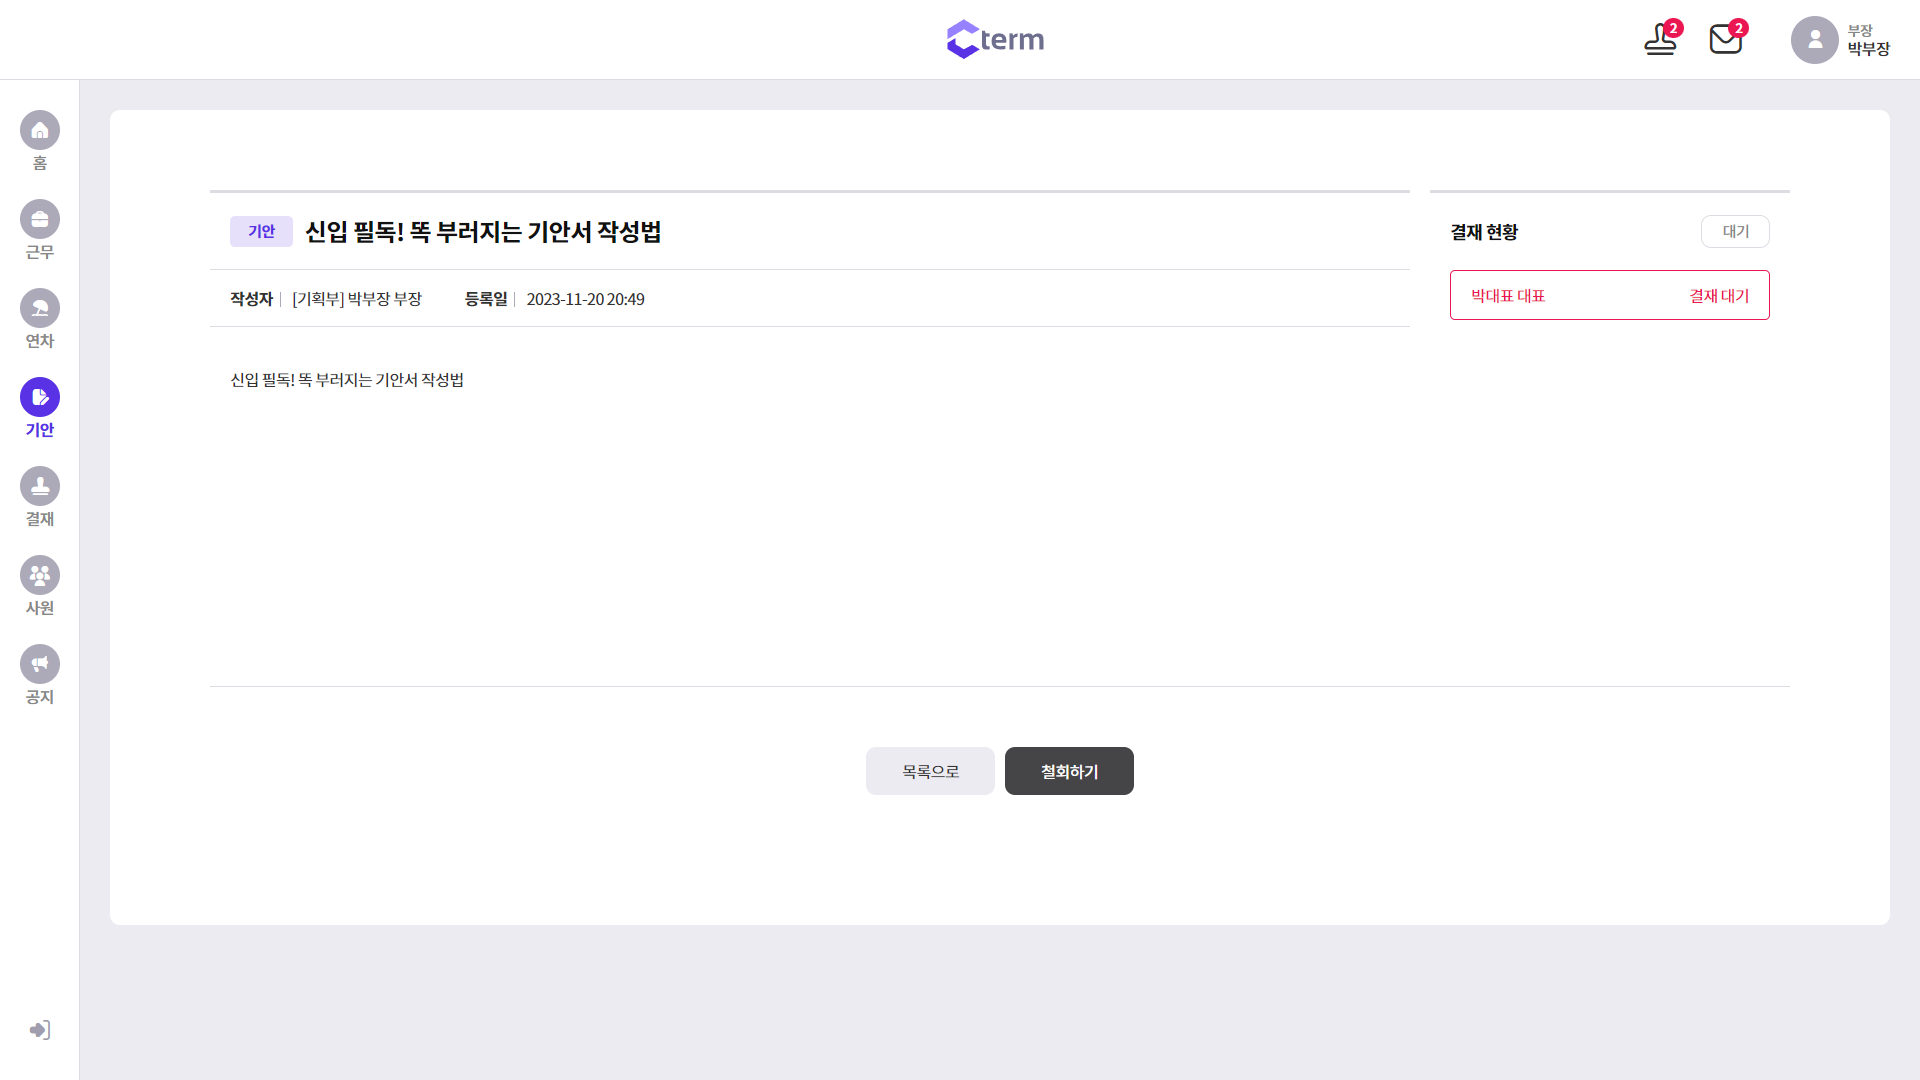 term
2
2
부장
박부장
홈
근무
연차
기안
결재
사원
공지
기안 신입 필독! 똑 부러지는 기안서 작성법
작성자 [기획부] 박부장 부장 등록일 2023-11-20 20:49
신입 필독! 똑 부러지는 기안서 작성법
결재 현황 대기
박대표 대표 결재 대기
목록으로 철회하기